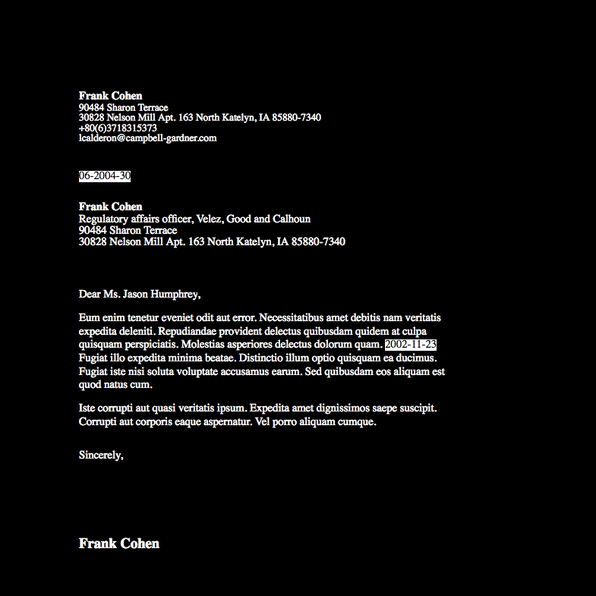 Frank Cohen
90484 Sharon Terrace
30828 Nelson Mill Apt. 163 North Katelyn, IA 85880-7340
+80(6)3718315373
lcalderon@campbell-gardner.com
06-2004-30
Frank Cohen
Regulatory affairs officer, Velez, Good and Calhoun
90484 Sharon Terrace
30828 Nelson Mill Apt. 163 North Katelyn, IA 85880-7340
Dear Ms. Jason Humphrey,
Eum enim tenetur eveniet odit aut error. Necessitatibus amet debitis nam veritatis
expedita deleniti. Repudiandae provident delectus quibusdam quidem at culpa
quisquam perspiciatis. Molestias asperiores delectus dolorum quam. 2002-11-23
Fugiat illo expedita minima beatae. Distinctio illum optio quisquam ea ducimus.
Fugiat iste nisi soluta voluptate accusamus earum. Sed quibusdam eos aliquam est
quod natus cum.
Iste corrupti aut quasi veritatis ipsum. Expedita amet dignissimos saepe suscipit.
Corrupti aut corporis eaque aspernatur. Vel porro aliquam cumque.
Sincerely,
Frank Cohen